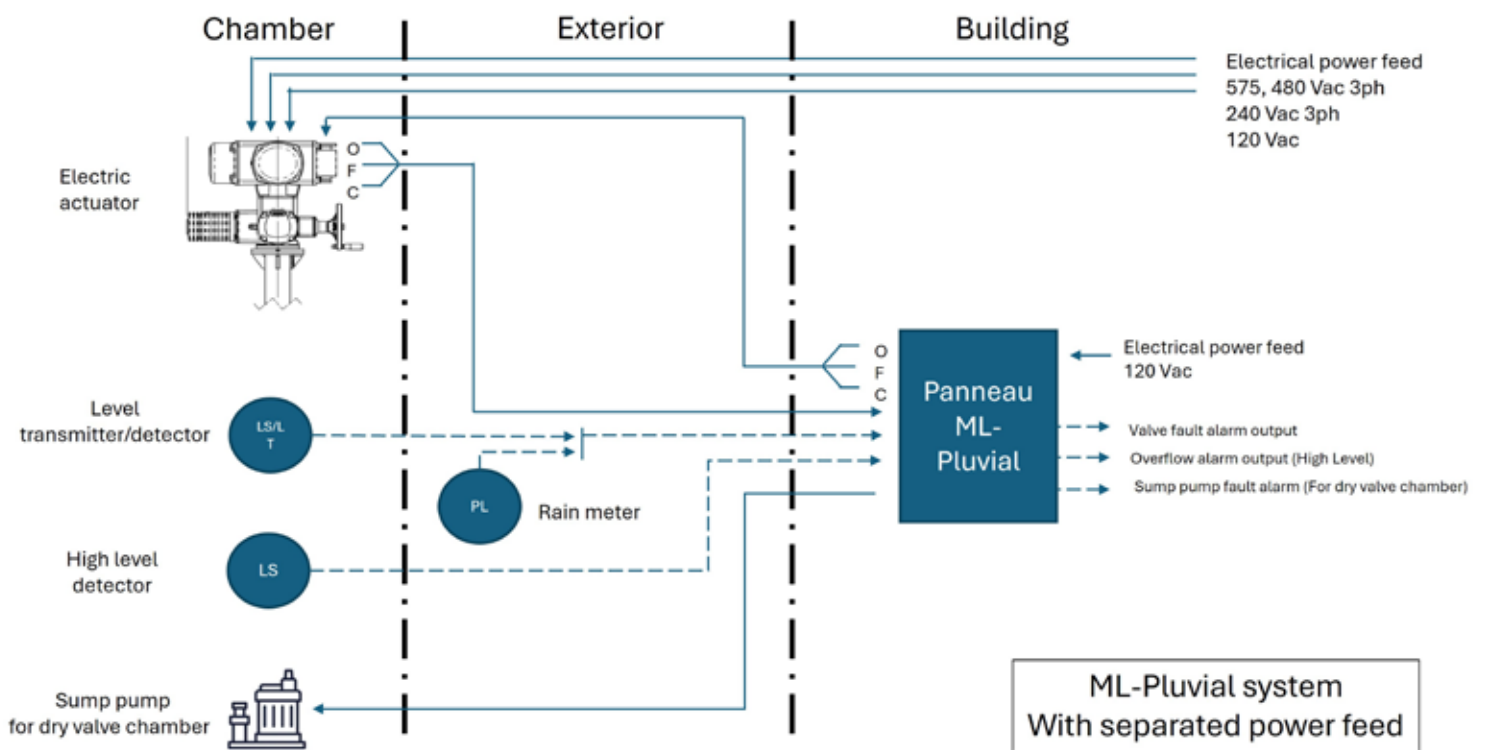 Chamber
Exterior
Building
Electrical power feed
575, 480 Vac 3ph
240 Vac 3ph
120 Vac
Electric
actuator
O
F
C
O
F
C
Panneau
ML-
Pluvial
Electrical power feed
120 Vac
Level
transmitter/detector
LS/L
T
Valve fault alarm output
Overflow alarm output (High Level)
Sump pump fault alarm (For dry valve chamber)
PL
Rain meter
High level
detector
LS
Sump pump
for dry valve chamber
ML-Pluvial system
With separated power feed